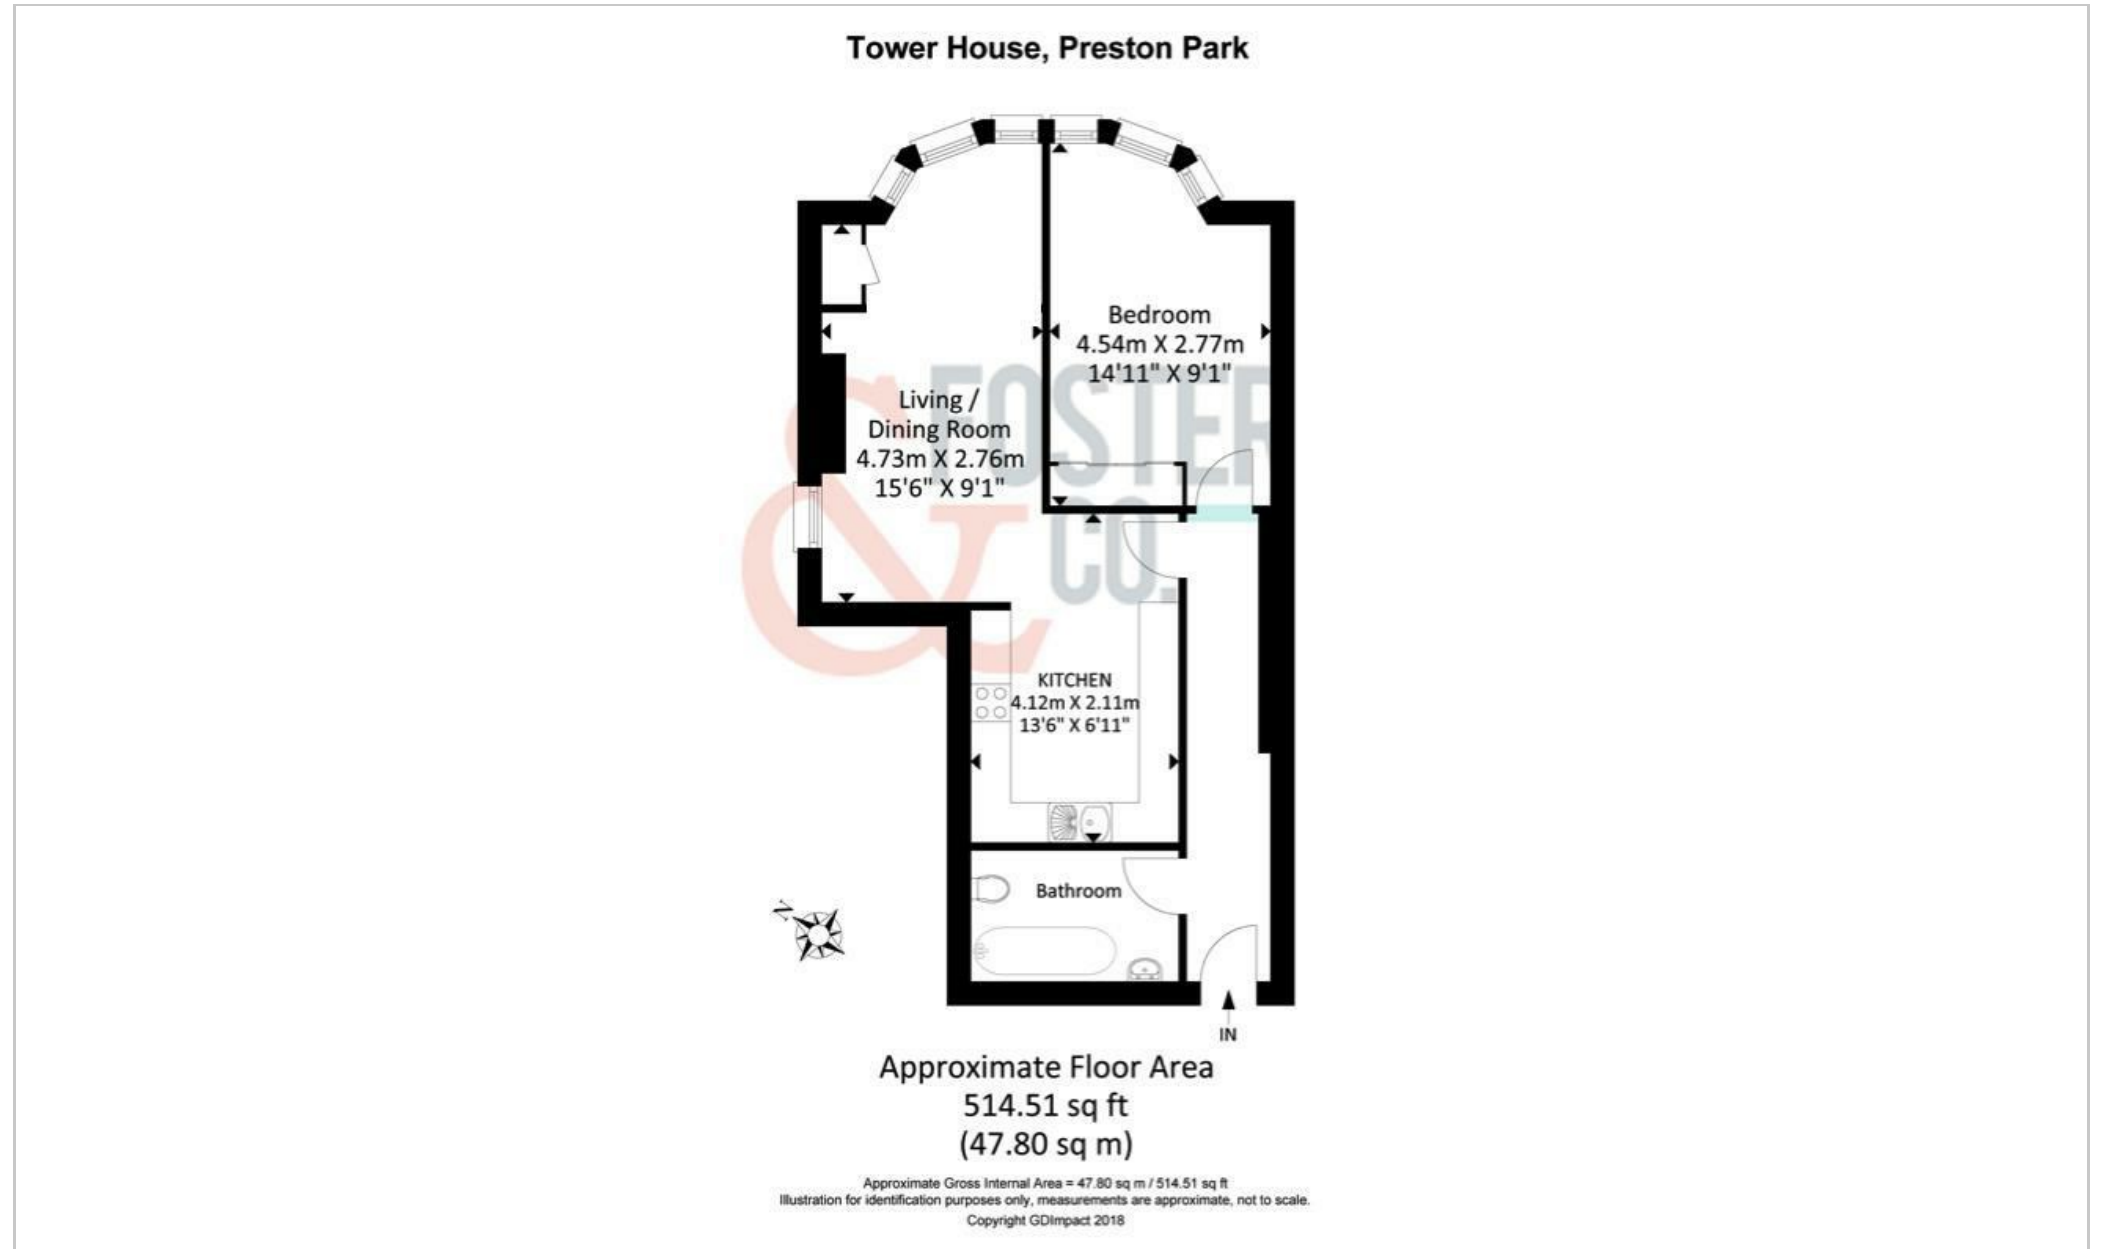 Tower House, Preston Park
Bedroom
4.54m X 2.77m
14'11" X 9'1"
Living /
Dining Room
4.73m X 2.76m
15'6" X 9'1"
& FOSTER
CO.
KITCHEN
4.12m X 2.11m
13'6" X 6'11"
Bathroom
N
IN
Approximate Floor Area
514.51 sq ft
(47.80 sq m)
Approximate Gross Internal Area = 47.80 sq m / 514.51 sq ft
Illustration for identification purposes only, measurements are approximate, not to scale.
Copyright GDImpact 2018